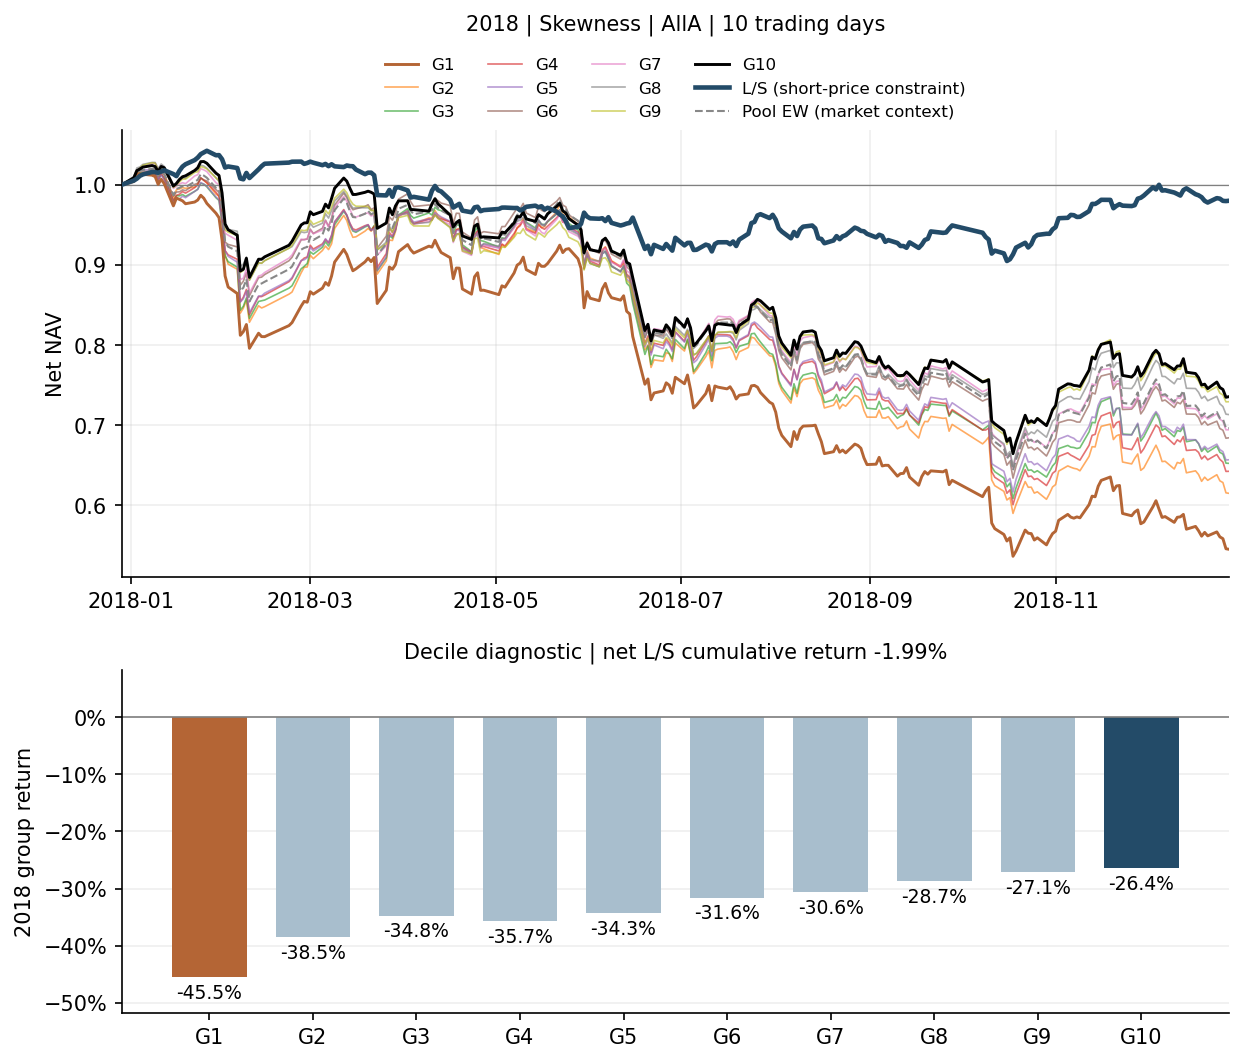 2018 | Skewness | AllA | 10 trading days
G1 G4 G7 G10
G2 G5 G8 L/S (short-price constraint)
G3 G6 G9 Pool EW (market context)
Net NAV
1.0
0.9
0.8
0.7
0.6
2018-01 2018-03 2018-05 2018-07 2018-09 2018-11
Decile diagnostic | net L/S cumulative return -1.99%
2018 group return
0%
−10%
−20%
−30%
−40%
−50%
-45.5% -38.5% -34.8% -35.7% -34.3% -31.6% -30.6% -28.7% -27.1% -26.4%
G1 G2 G3 G4 G5 G6 G7 G8 G9 G10